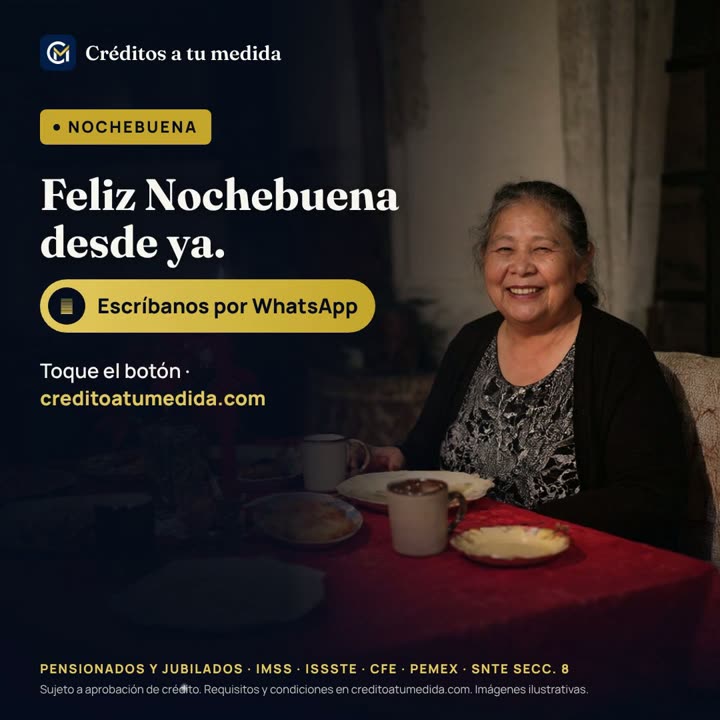 Créditos a tu medida
• NOCHEBUENA
Feliz Nochebuena
desde ya.
Escríbanos por WhatsApp
Toque el botón ·
creditoatumedida.com
PENSIONADOS Y JUBILADOS · IMSS · ISSSTE · CFE · PEMEX · SNTE SECC. 8
Sujeto a aprobación de crédito. Requisitos y condiciones en creditoatumedida.com. Imágenes ilustrativas.